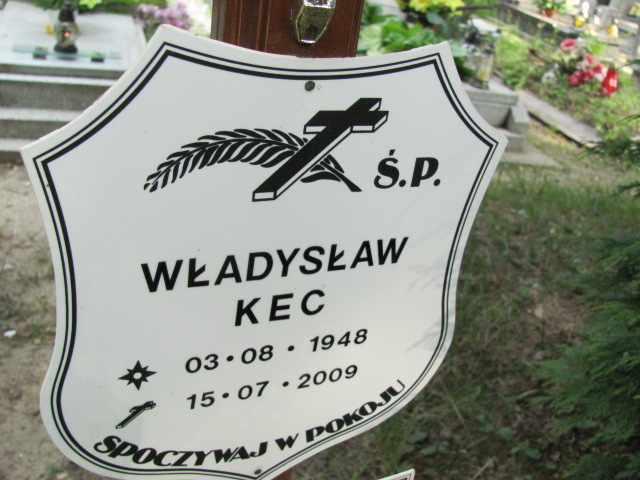 Ś.P.
WŁADYSŁAW
KEC
03·08·1948
15·07·2009
SPOCZYWAJ W POKOJU